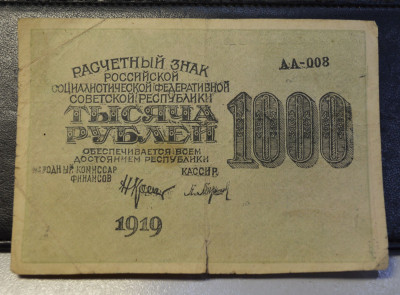 АА-008
РАСЧЕТНЫЙ ЗНАК
РОССИЙСКОЙ
СОЦИАЛИСТИЧЕСКОЙ ФЕДЕРАТИВНОЙ
СОВЕТСКОЙ РЕСПУБЛИКИ
ТЫСЯЧА
РУБЛЕЙ
1000
ОБЕСПЕЧИВАЕТСЯ ВСЕМ
ДОСТОЯНИЕМ РЕСПУБЛИКИ
НАРОДНЫЙ КОМИССАР
ФИНАНСОВ
КАССИР
1919